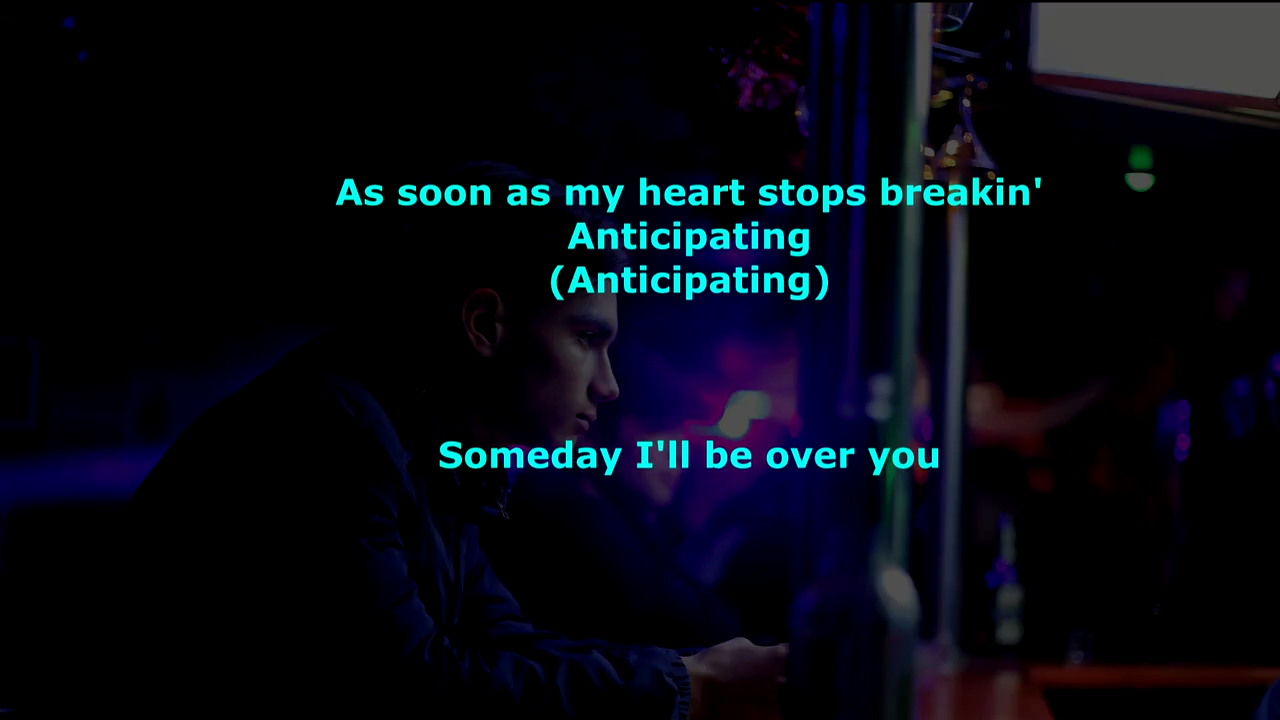 As soon as my heart stops breakin'
Anticipating
(Anticipating)
Someday I'll be over you